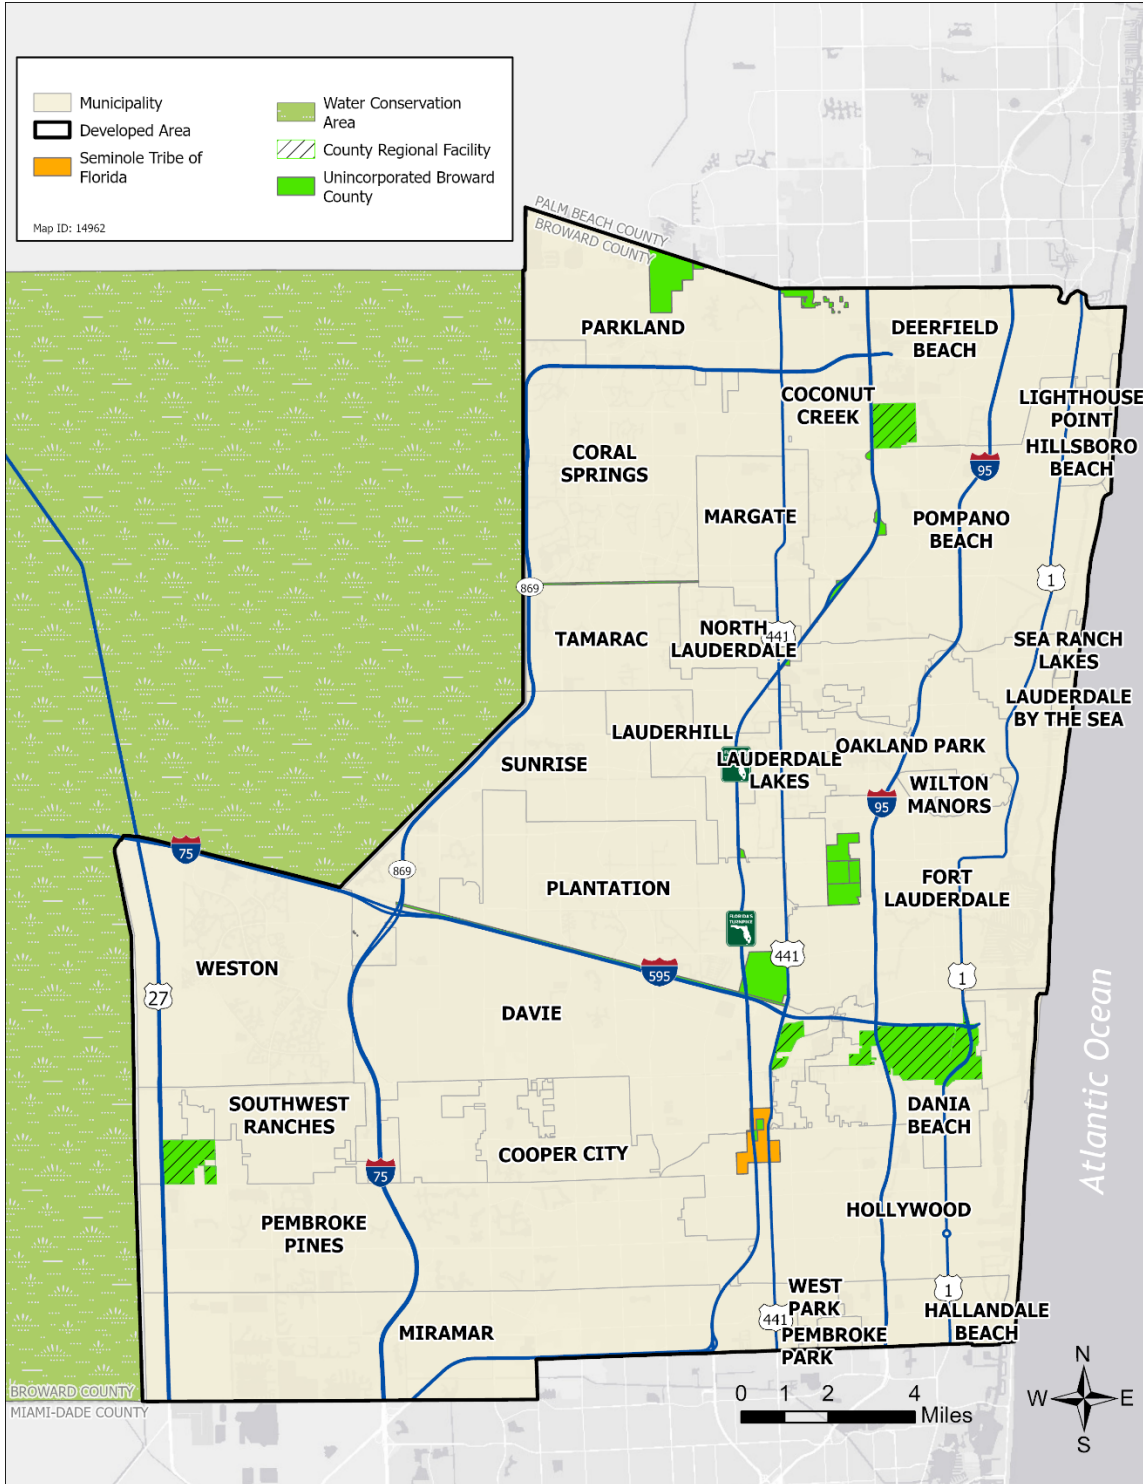 Municipality
Developed Area
Seminole Tribe of
Florida
Water Conservation
Area
County Regional Facility
Unincorporated Broward
County
Map ID: 14962
PALM BEACH COUNTY
BROWARD COUNTY
PARKLAND
DEERFIELD
BEACH
COCONUT
CREEK
LIGHTHOUSE
POINT
HILLSBORO
BEACH
CORAL
SPRINGS
95
MARGATE
POMPANO
BEACH
869
1
TAMARAC
NORTH
LAUDERDALE
441
SEA RANCH
LAKES
LAUDERDALE
BY THE SEA
LAUDERHILL
OAKLAND PARK
SUNRISE
LAUDERDALE
LAKES
WILTON
MANORS
95
75
869
PLANTATION
FORT
LAUDERDALE
FLORIDA'S
TURNPIKE
441
WESTON
595
1
27
DAVIE
Atlantic Ocean
SOUTHWEST
RANCHES
DANIA
BEACH
COOPER CITY
75
HOLLYWOOD
PEMBROKE
PINES
WEST
PARK
1
MIRAMAR
441
HALLANDALE
BEACH
PEMBROKE
PARK
BROWARD COUNTY
MIAMI-DADE COUNTY
0 1 2 4
Miles
N
W E
S